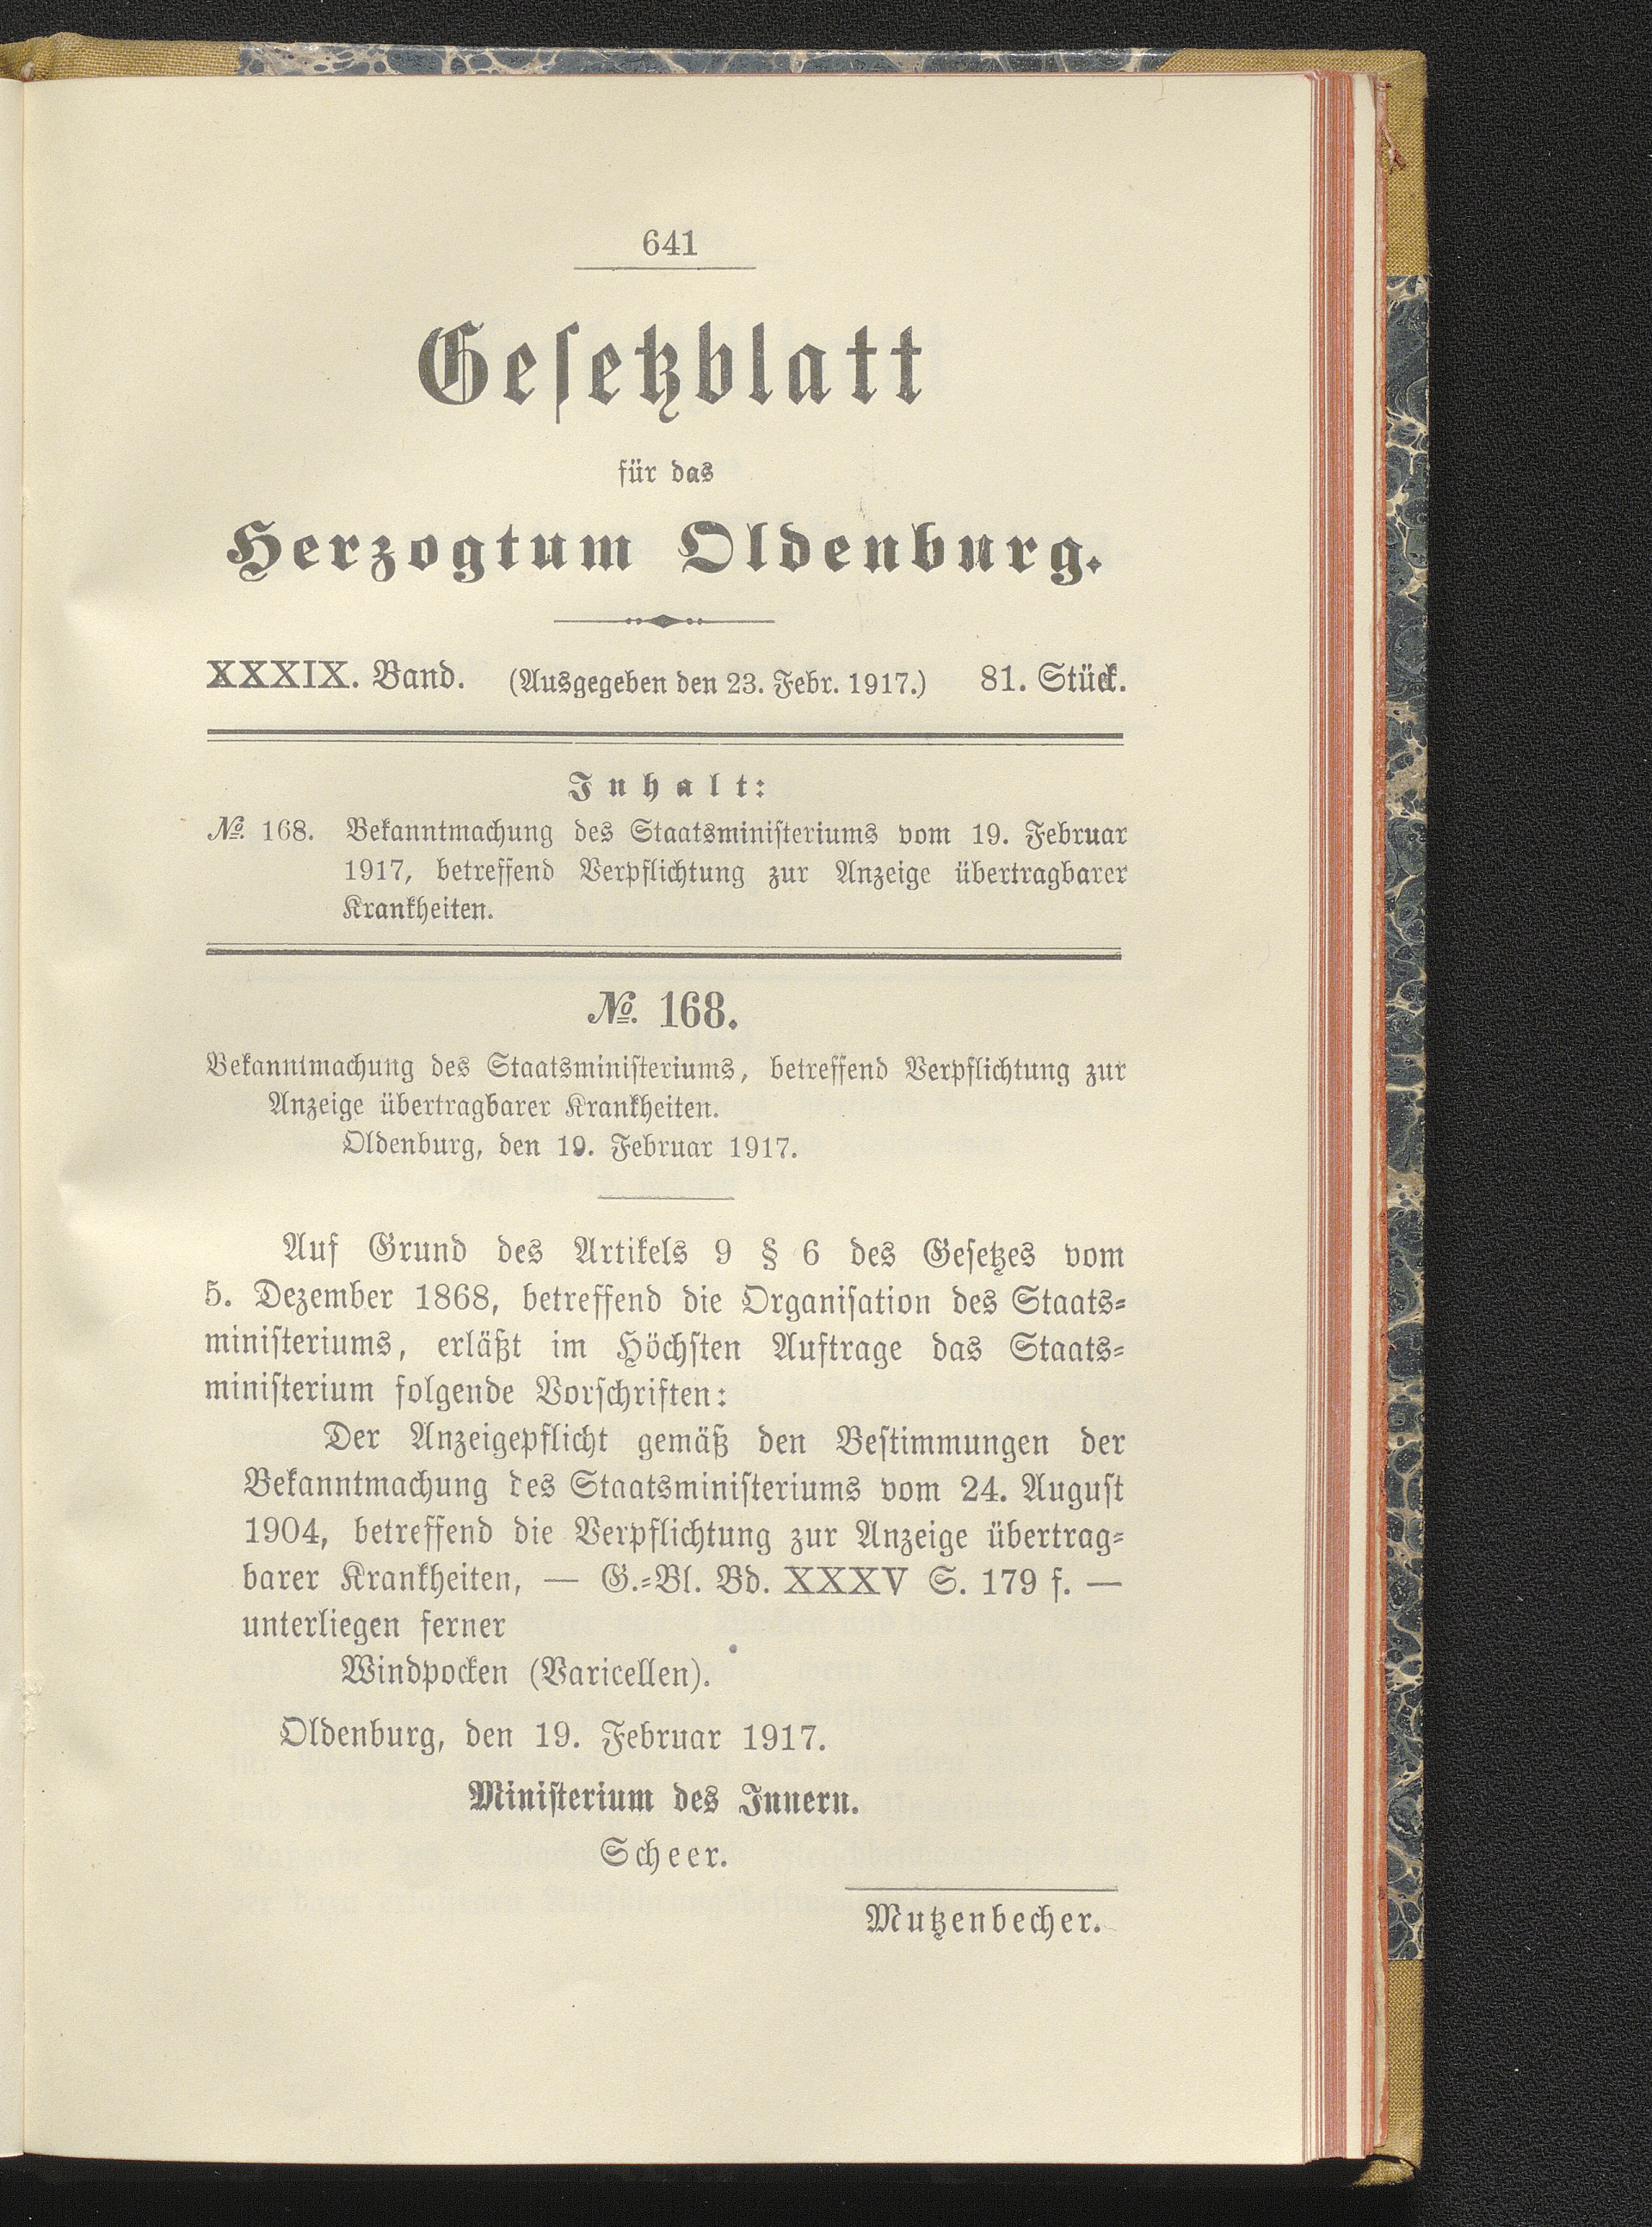 641
Gesetzblatt
für das
Herzogtum Oldenburg.
XXXIX. Band. (Ausgegeben den 23. Febr. 1917.) 81. Stück.
Inhalt:
№. 168. Bekanntmachung des Staatsministeriums vom 19. Februar
1917, betreffend Verpflichtung zur Anzeige übertragbarer
Krankheiten.
№. 168.
Bekanntmachung des Staatsministeriums, betreffend Verpflichtung zur
Anzeige übertragbarer Krankheiten.
Oldenburg, den 19. Februar 1917.
Auf Grund des Artikels 9 § 6 des Gesetzes vom
5. Dezember 1868, betreffend die Organisation des Staats-
ministeriums, erläßt im Höchsten Auftrage das Staats-
ministerium folgende Vorschriften:
Der Anzeigepflicht gemäß den Bestimmungen der
Bekanntmachung des Staatsministeriums vom 24. August
1904, betreffend die Verpflichtung zur Anzeige übertrag-
barer Krankheiten, — G.-Bl. Bd. XXXV S. 179 f. —
unterliegen ferner
Windpocken (Varicellen).
Oldenburg, den 19. Februar 1917.
Ministerium des Innern.
Scheer.
Mutzenbecher.